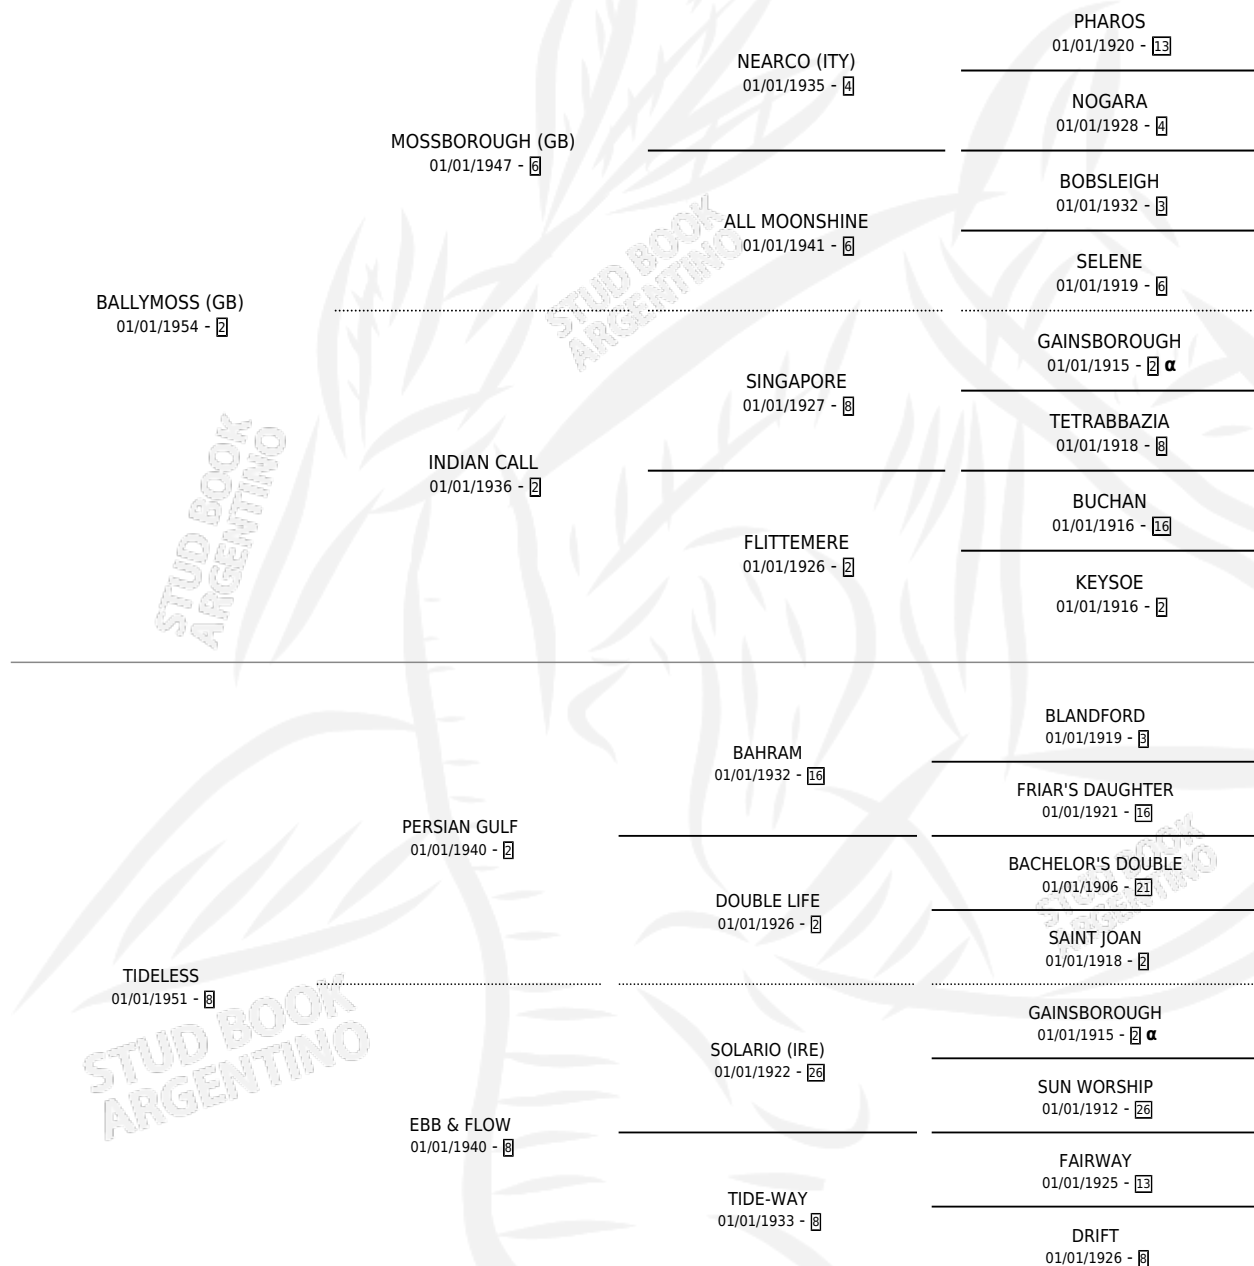 PHAROS
01/01/1920 - 13
NEARCO (ITY)
01/01/1935 - 4
NOGARA
01/01/1928 - 4
MOSSBOROUGH (GB)
01/01/1947 - 6
BOBSLEIGH
01/01/1932 - 3
ALL MOONSHINE
01/01/1941 - 6
SELENE
01/01/1919 - 6
BALLYMOSS (GB)
01/01/1954 - 2
GAINSBOROUGH
01/01/1915 - 2 α
SINGAPORE
01/01/1927 - 8
TETRABBAZIA
01/01/1918 - 8
INDIAN CALL
01/01/1936 - 2
BUCHAN
01/01/1916 - 16
FLITTEMERE
01/01/1926 - 2
KEYSOE
01/01/1916 - 2
BLANDFORD
01/01/1919 - 3
BAHRAM
01/01/1932 - 16
FRIAR'S DAUGHTER
01/01/1921 - 16
PERSIAN GULF
01/01/1940 - 2
BACHELOR'S DOUBLE
01/01/1906 - 21
DOUBLE LIFE
01/01/1926 - 2
SAINT JOAN
01/01/1918 - 2
TIDELESS
01/01/1951 - 8
GAINSBOROUGH
01/01/1915 - 2 α
SOLARIO (IRE)
01/01/1922 - 26
SUN WORSHIP
01/01/1912 - 26
EBB & FLOW
01/01/1940 - 8
FAIRWAY
01/01/1925 - 13
TIDE-WAY
01/01/1933 - 8
DRIFT
01/01/1926 - 8
STUD BOOK
ARGENTINO
STUD BOOK
ARGENTINO
STUD BOOK
ARGENTINO
STUD BOOK
ARGENTINO